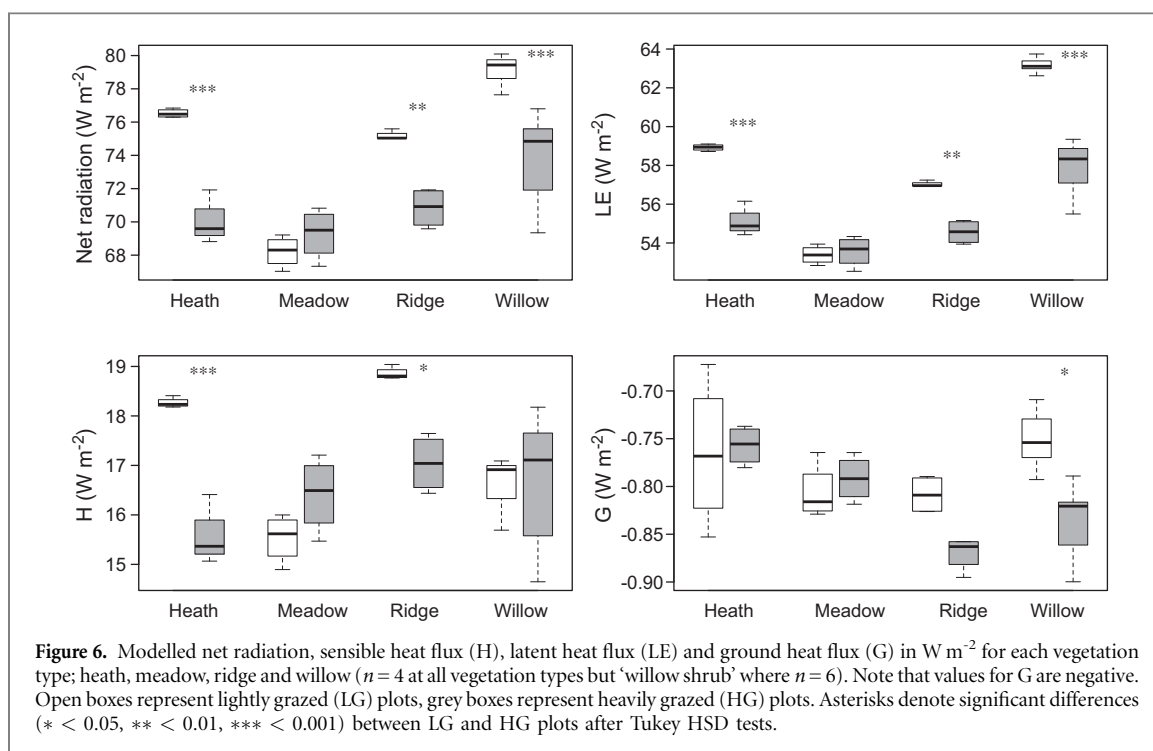 Net radiation (W m-2)
80
78
76
74
72
70
68
***
**
***
Heath Meadow Ridge Willow
LE (W m-2)
64
62
60
58
56
54
***
**
***
Heath Meadow Ridge Willow
H (W m-2)
19
18
17
16
15
***
*
Heath Meadow Ridge Willow
G (W m-2)
-0.70
-0.75
-0.80
-0.85
-0.90
*
Heath Meadow Ridge Willow
Figure 6. Modelled net radiation, sensible heat flux (H), latent heat flux (LE) and ground heat flux (G) in W m-2 for each vegetation
type; heath, meadow, ridge and willow (n = 4 at all vegetation types but ‘willow shrub’ where n = 6). Note that values for G are negative.
Open boxes represent lightly grazed (LG) plots, grey boxes represent heavily grazed (HG) plots. Asterisks denote significant differences
(* < 0.05, ** < 0.01, *** < 0.001) between LG and HG plots after Tukey HSD tests.